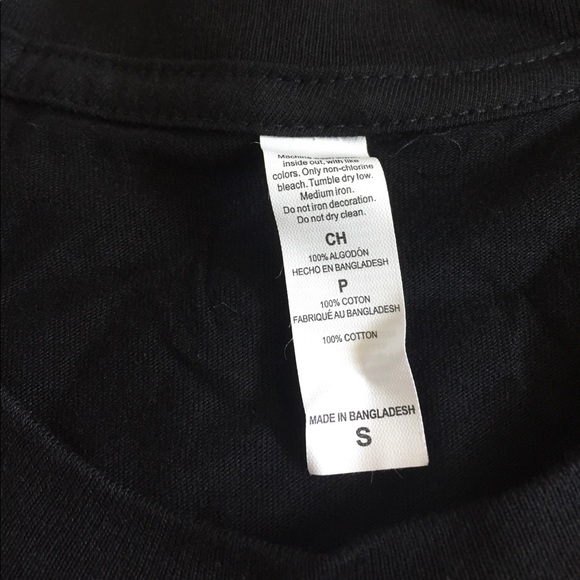 Machine
inside out, with like
colors. Only non-chlorine
bleach. Tumble dry low.
Medium iron.
Do not iron decoration.
Do not dry clean.
CH
100% ALGODÓN
HECHO EN BANGLADESH
P
100% COTON
FABRIQUÉ AU BANGLADESH
100% COTTON
MADE IN BANGLADESH
S